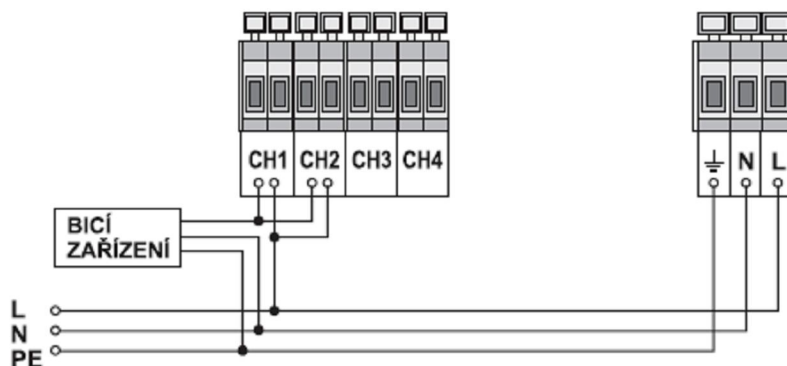 CH1 CH2 CH3 CH4
N L
BICÍ
ZAŘÍZENÍ
L
N
PE